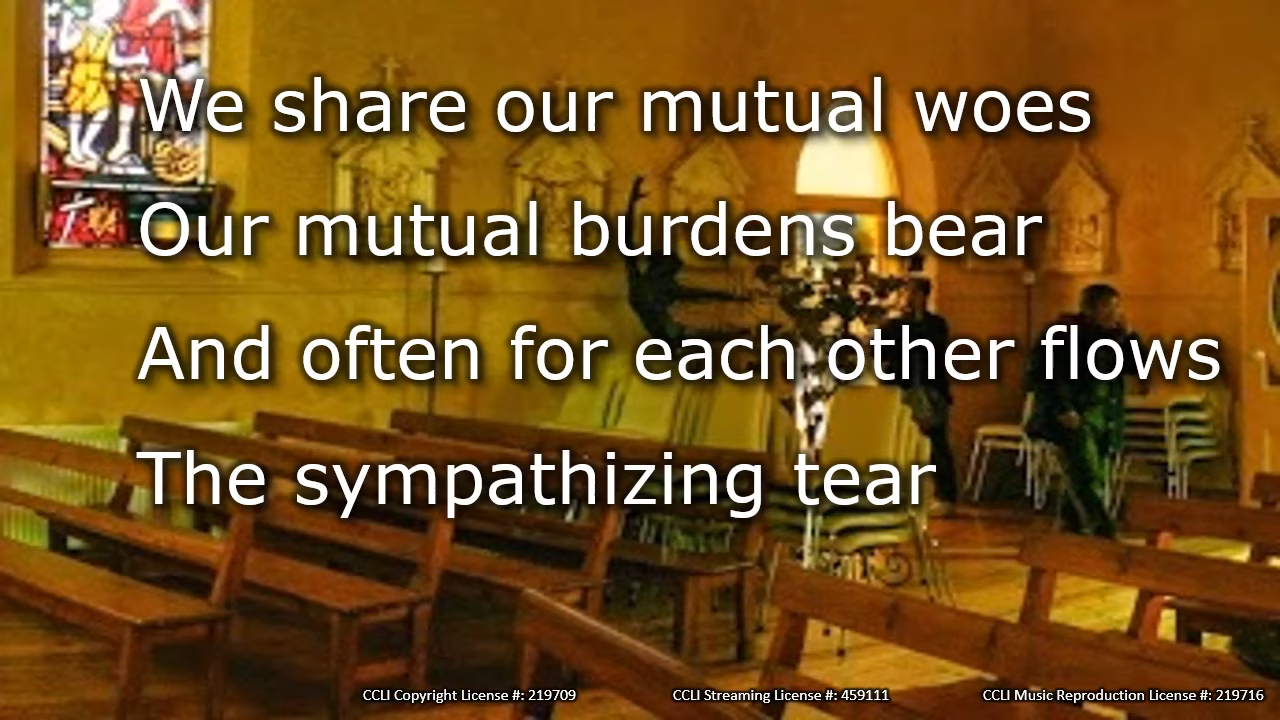 We share our mutual woes
Our mutual burdens bear
And often for each other flows
The sympathizing tear
CCLI Copyright License #: 219709 CCLI Streaming License #: 459111 CCLI Music Reproduction License #: 219716